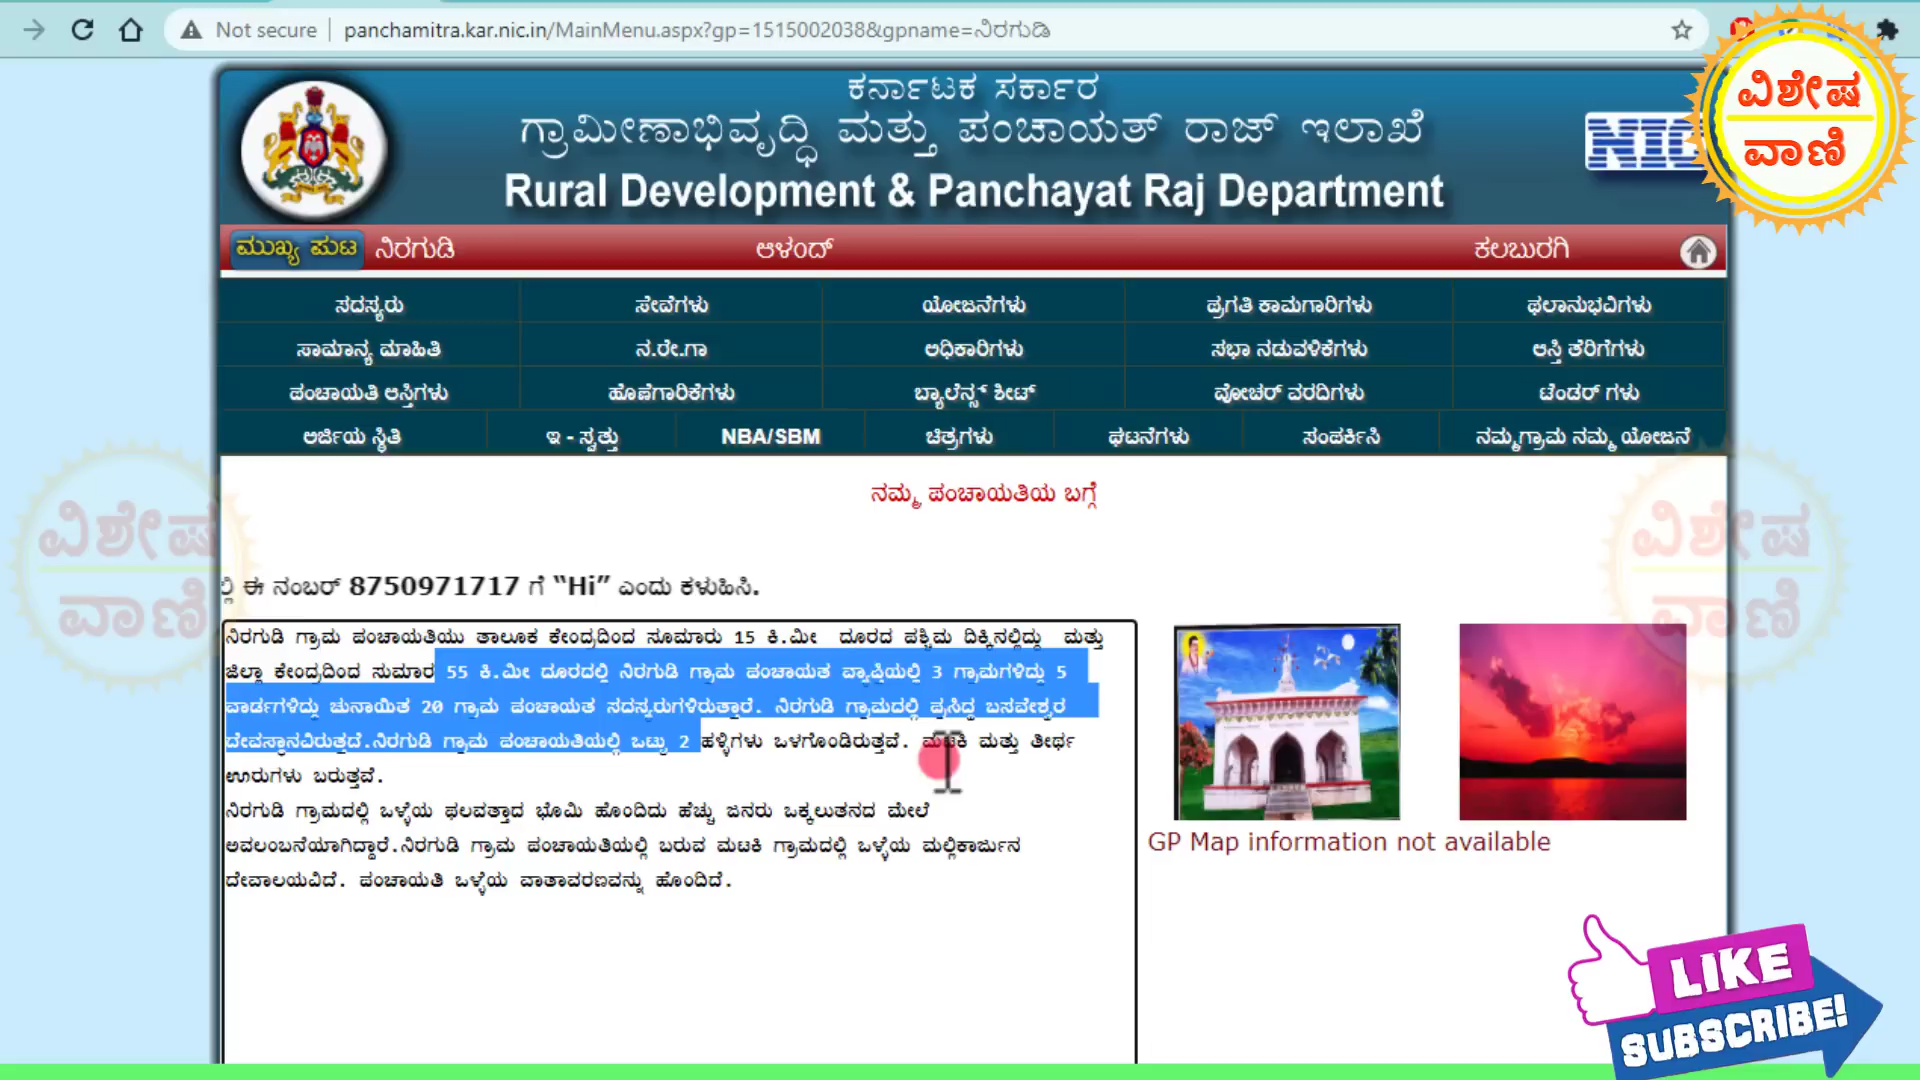 Not secure
panchamitra.kar.nic.in/MainMenu.aspx?gp=1515002038&gpname=ನಿರಗುಡಿ
ವಿಶೇಷ
ವಾಣಿ
ಕರ್ನಾಟಕ ಸರ್ಕಾರ
ಗ್ರಾಮೀಣಾಭಿವೃದ್ಧಿ ಮತ್ತು ಪಂಚಾಯತ್ ರಾಜ್ ಇಲಾಖೆ
NIC
Rural Development & Panchayat Raj Department
ಮುಖ್ಯ ಪುಟ ನಿರಗುಡಿ ಆಳಂದ್ ಕಲಬುರಗಿ
ಸದಸ್ಯರು ಸೇವೆಗಳು ಯೋಜನೆಗಳು ಪ್ರಗತಿ ಕಾಮಗಾರಿಗಳು ಫಲಾನುಭವಿಗಳು
ಸಾಮಾನ್ಯ ಮಾಹಿತಿ ನ.ರೇ.ಗಾ ಅಧಿಕಾರಿಗಳು ಸಭಾ ನಡುವಳಿಕೆಗಳು ಆಸ್ತಿ ತೆರಿಗೆಗಳು
ಪಂಚಾಯತಿ ಆಸ್ತಿಗಳು ಹೊಣೆಗಾರಿಕೆಗಳು ಬ್ಯಾಲೆನ್ಸ್ ಶೀಟ್ ವೋಚರ್ ವರದಿಗಳು ಟೆಂಡರ್ ಗಳು
ಅರ್ಜಿಯ ಸ್ಥಿತಿ ಇ - ಸ್ವತ್ತು NBA/SBM ಚಿತ್ರಗಳು ಘಟನೆಗಳು ಸಂಪರ್ಕಿಸಿ ನಮ್ಮಗ್ರಾಮ ನಮ್ಮ ಯೋಜನೆ
ನಮ್ಮ ಪಂಚಾಯತಿಯ ಬಗ್ಗೆ
ವಿಶೇಷ
ವಾಣಿ
ವಿಶೇಷ
ವಾಣಿ
ಲ್ಲಿ ಈ ನಂಬರ್ 8750971717 ಗೆ “Hi” ಎಂದು ಕಳುಹಿಸಿ.
ನಿರಗುಡಿ ಗ್ರಾಮ ಪಂಚಾಯತಿಯು ತಾಲೂಕ ಕೇಂದ್ರದಿಂದ ಸೂಮಾರು 15 ಕಿ.ಮೀ ದೂರದ ಪಶ್ಚಿಮ ದಿಕ್ಕಿನಲ್ಲಿದ್ದು ಮತ್ತು
ಜಿಲ್ಲಾ ಕೇಂದ್ರದಿಂದ ಸುಮಾರ 55 ಕಿ.ಮೀ ದೂರದಲ್ಲಿ ನಿರಗುಡಿ ಗ್ರಾಮ ಪಂಚಾಯತ ವ್ಯಾಪ್ತಿಯಲ್ಲಿ 3 ಗ್ರಾಮಗಳಿದ್ದು 5
ವಾರ್ಡಗಳಿದ್ದು ಚುನಾಯಿತ 20 ಗ್ರಾಮ ಪಂಚಾಯತ ಸದಸ್ಯರುಗಳಿರುತ್ತಾರೆ. ನಿರಗುಡಿ ಗ್ರಾಮದಲ್ಲಿ ಪ್ರಸಿದ್ಧ ಬಸವೇಶ್ವರ
ದೇವಸ್ಥಾನವಿರುತ್ತದೆ.ನಿರಗುಡಿ ಗ್ರಾಮ ಪಂಚಾಯತಿಯಲ್ಲಿ ಒಟ್ಟು 2 ಹಳ್ಳಿಗಳು ಒಳಗೊಂಡಿರುತ್ತವೆ. ಮಟಕಿ ಮತ್ತು ತೀರ್ಥ
ಊರುಗಳು ಬರುತ್ತವೆ.
ನಿರಗುಡಿ ಗ್ರಾಮದಲ್ಲಿ ಒಳ್ಳೆಯ ಫಲವತ್ತಾದ ಭೂಮಿ ಹೊಂದಿದು ಹೆಚ್ಚು ಜನರು ಒಕ್ಕಲುತನದ ಮೇಲೆ
ಅವಲಂಬನೆಯಾಗಿದ್ದಾರೆ.ನಿರಗುಡಿ ಗ್ರಾಮ ಪಂಚಾಯತಿಯಲ್ಲಿ ಬರುವ ಮಟಕಿ ಗ್ರಾಮದಲ್ಲಿ ಒಳ್ಳೆಯ ಮಲ್ಲಿಕಾರ್ಜುನ
ದೇವಾಲಯವಿದೆ. ಪಂಚಾಯತಿ ಒಳ್ಳೆಯ ವಾತಾವರಣವನ್ನು ಹೊಂದಿದೆ.
GP Map information not available
LIKE
SUBSCRIBE!